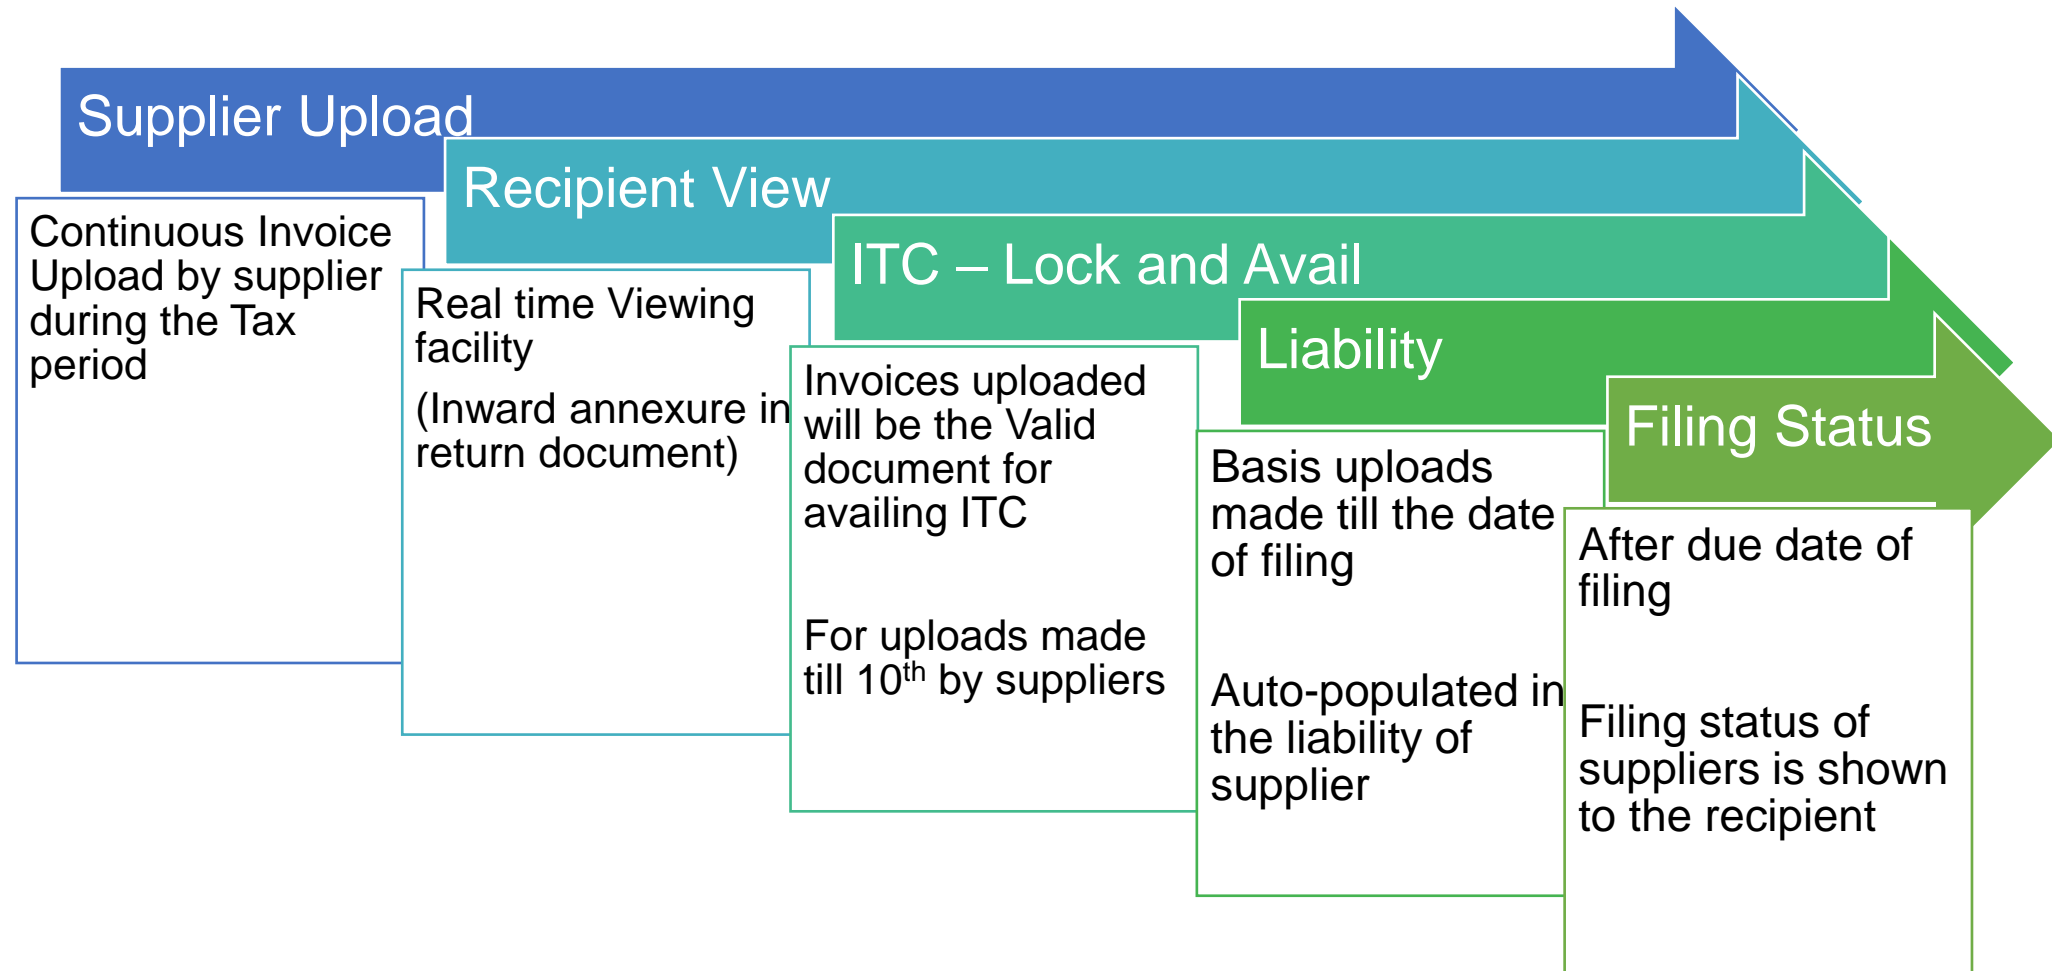 Supplier Upload
Continuous Invoice
Upload by supplier
during the Tax
period
Recipient View
Real time Viewing
facility
(Inward annexure in
return document)
ITC – Lock and Avail
Invoices uploaded
will be the Valid
document for
availing ITC
For uploads made
till 10th by suppliers
Liability
Basis uploads
made till the date
of filing
Auto-populated in
the liability of
supplier
Filing Status
After due date of
filing
Filing status of
suppliers is shown
to the recipient